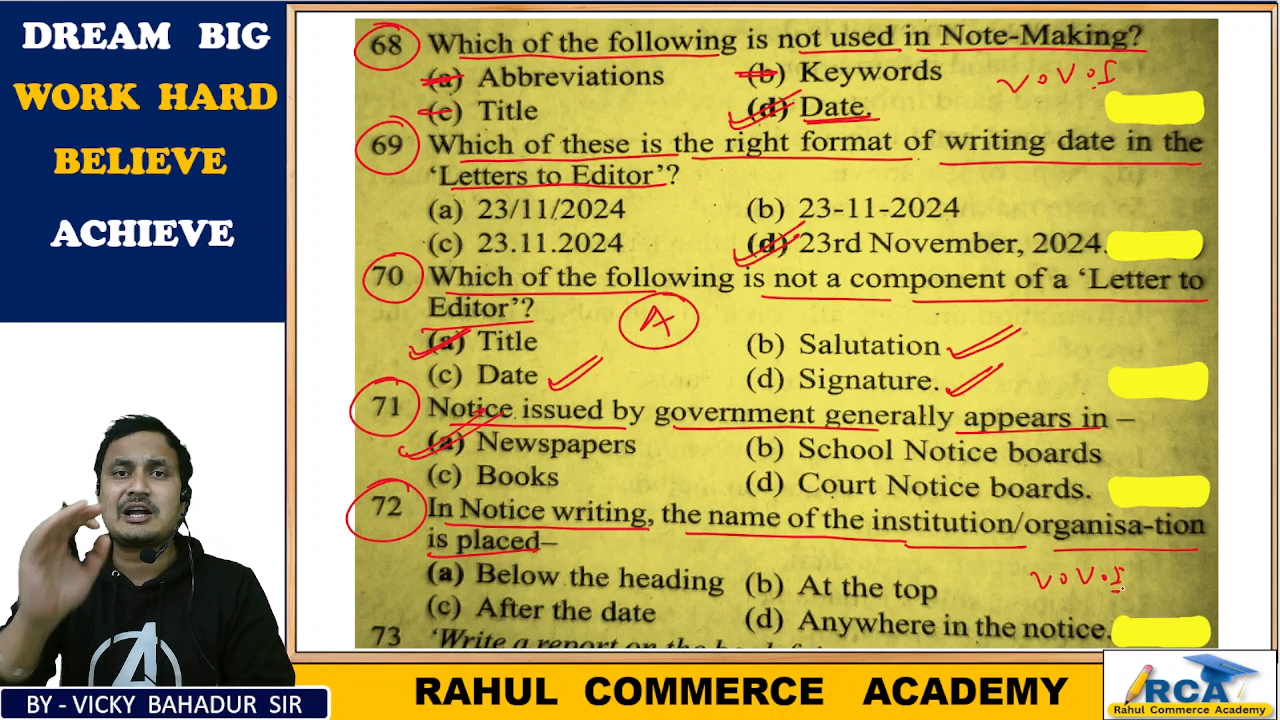 DREAM BIG
WORK HARD
BELIEVE
ACHIEVE
68 Which of the following is not used in Note-Making?
(a) Abbreviations (b) Keywords V.V.I
(c) Title (d) Date.
69 Which of these is the right format of writing date in the
‘Letters to Editor’?
(a) 23/11/2024 (b) 23-11-2024
(c) 23.11.2024 (d) 23rd November, 2024.
70 Which of the following is not a component of a ‘Letter to
Editor’? A
(a) Title (b) Salutation
(c) Date (d) Signature.
71 Notice issued by government generally appears in –
(a) Newspapers (b) School Notice boards
(c) Books (d) Court Notice boards.
72 In Notice writing, the name of the institution/organisa-tion
is placed–
(a) Below the heading (b) At the top V.V.I
(c) After the date (d) Anywhere in the notice.
73 ‘Write a report on the book
BY - VICKY BAHADUR SIR
RAHUL COMMERCE ACADEMY
RCA
Rahul Commerce Academy